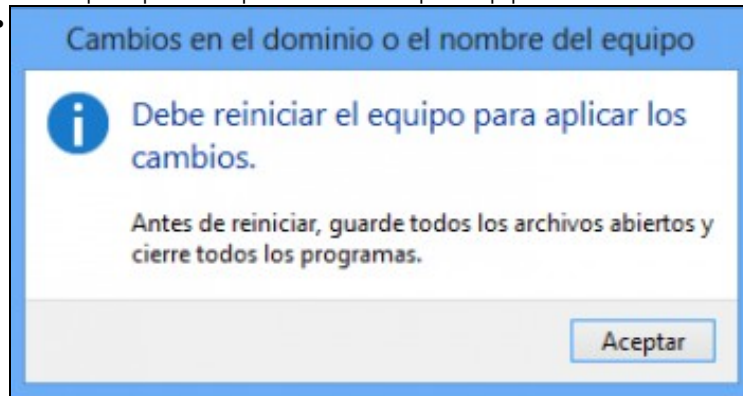 Cambios en el dominio o el nombre del equipo
Debe reiniciar el equipo para aplicar los
cambios.
Antes de reiniciar, guarde todos los archivos abiertos y
cierre todos los programas.
Aceptar